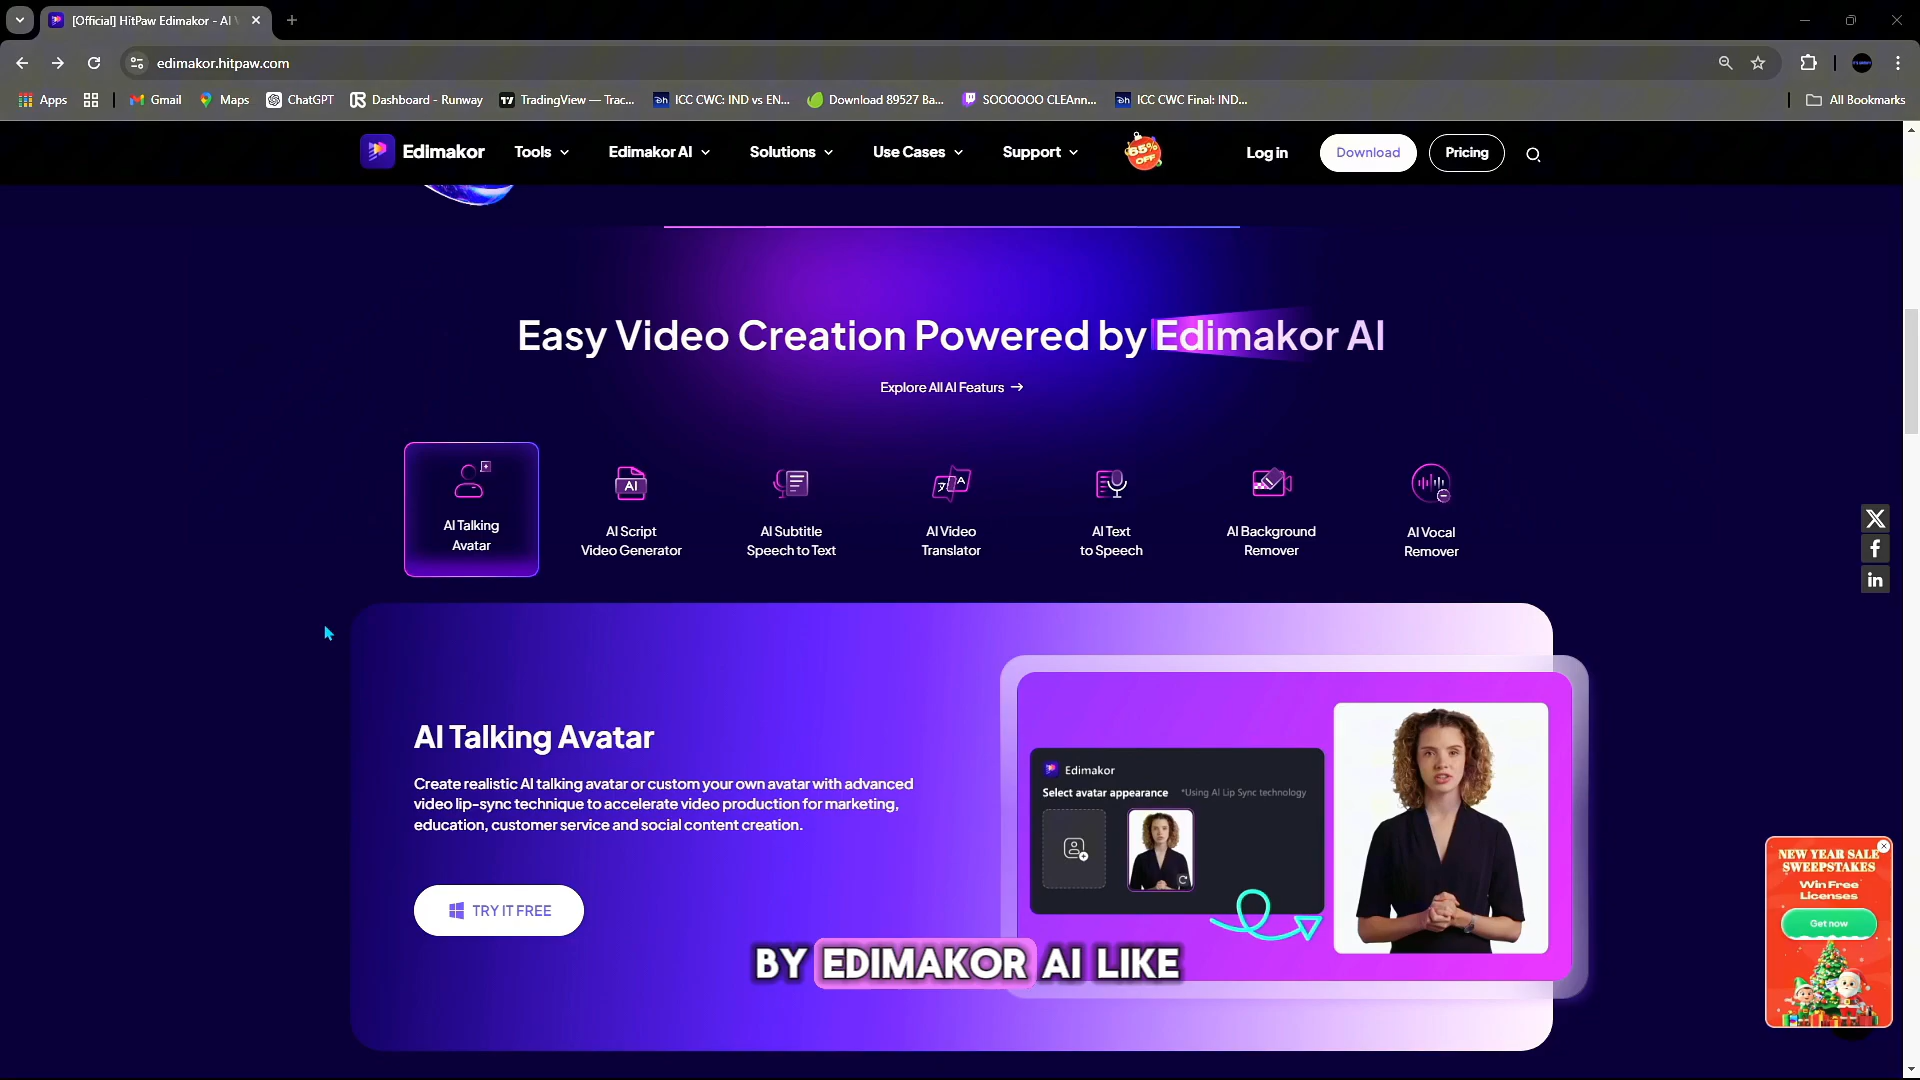 [Official] HitPaw Edimakor - AI V
edimakor.hitpaw.com
Apps
Gmail
Maps
ChatGPT
Dashboard - Runway
TradingView — Trac...
ICC CWC: IND vs EN...
Download 89527 Ba...
SOOOOOO CLEAnn...
ICC CWC Final: IND...
All Bookmarks
Edimakor
Tools
Edimakor AI
Solutions
Use Cases
Support
65% OFF
Log in
Download
Pricing
Easy Video Creation Powered by Edimakor AI
Explore All AI Featurs →
AI Talking
Avatar
AI
AI Script
Video Generator
AI Subtitle
Speech to Text
AI Video
Translator
AI Text
to Speech
AI Background
Remover
AI Vocal
Remover
AI Talking Avatar
Create realistic AI talking avatar or custom your own avatar with advanced
video lip-sync technique to accelerate video production for marketing,
education, customer service and social content creation.
TRY IT FREE
Edimakor
Select avatar appearance *Using AI Lip Sync technology
BY EDIMAKOR AI LIKE
NEW YEAR SALE
SWEEPSTAKES
Win Free
Licenses
Get now